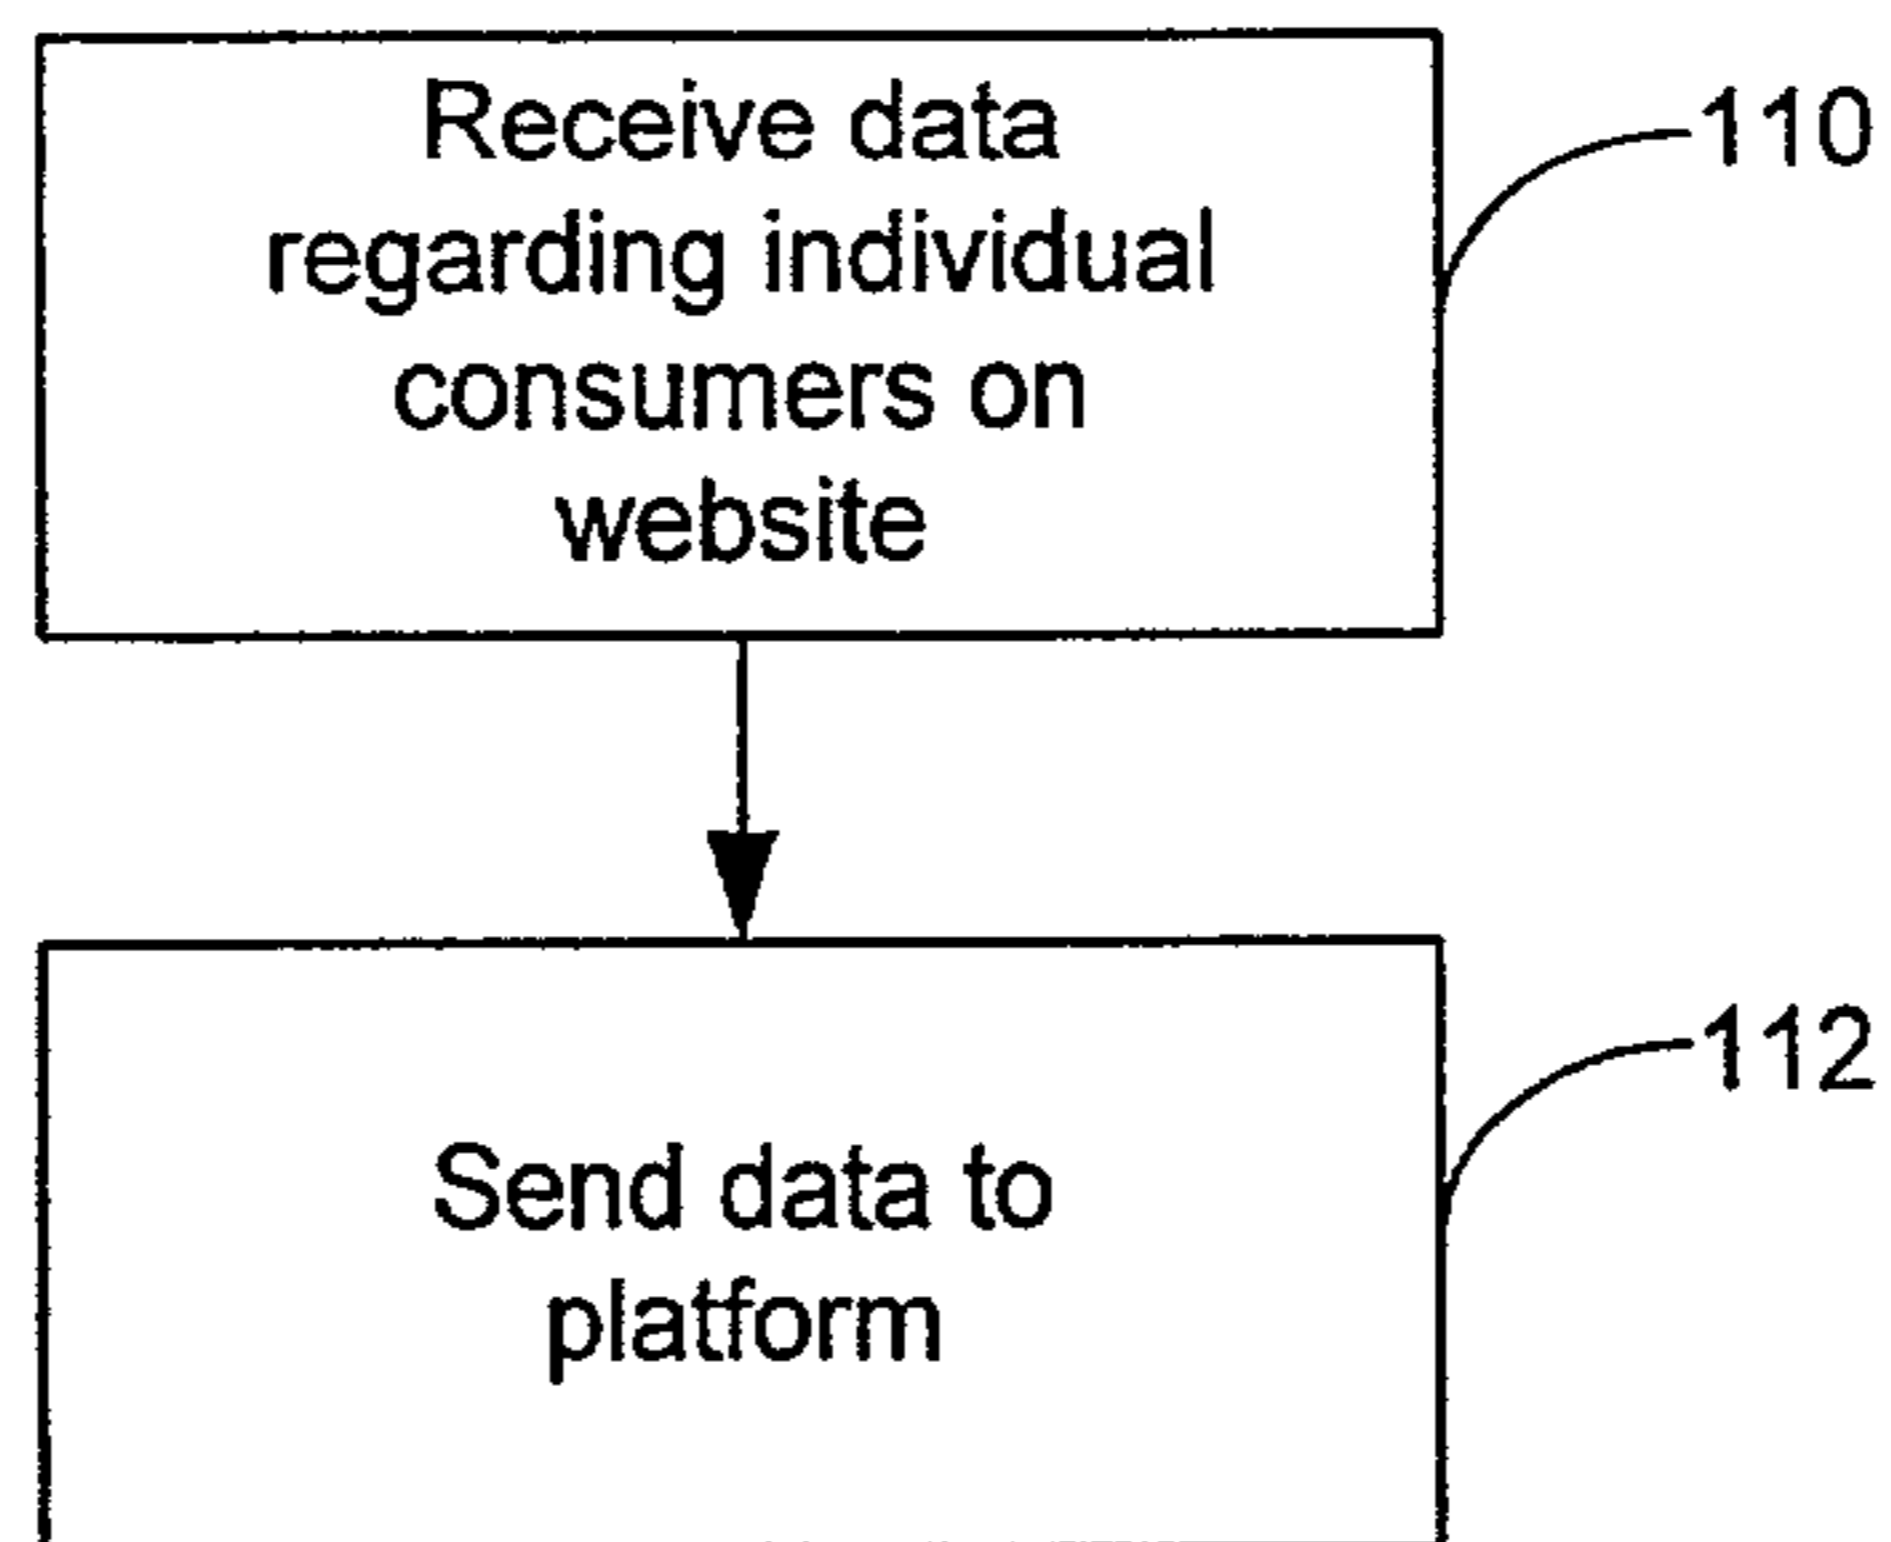 Receive data
110
regarding individual
consumers on
website
112
Send data to
platform